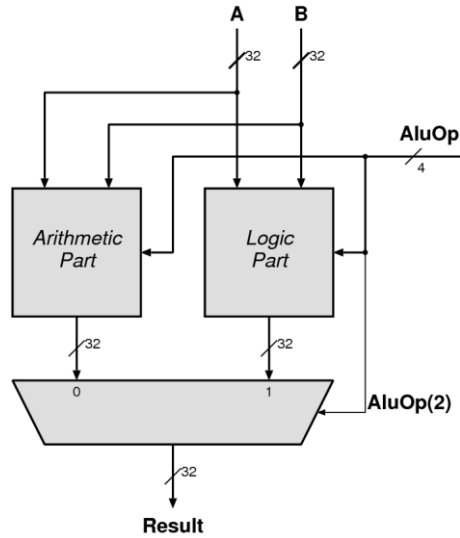 A B
32 32
AluOp
4
Arithmetic
Part
Logic
Part
32 32
0 1
AluOp(2)
32
Result